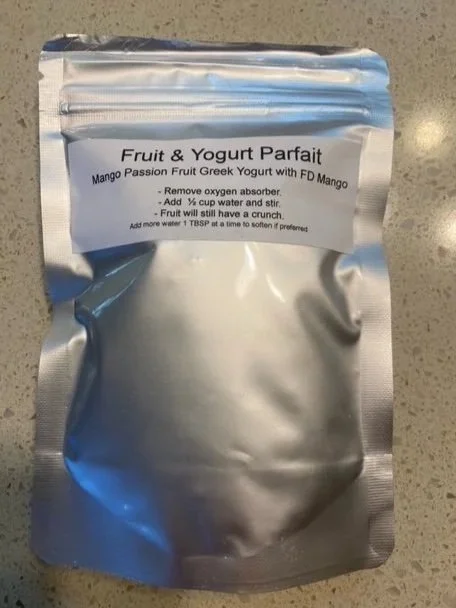 Fruit & Yogurt Parfait
Mango Passion Fruit Greek Yogurt with FD Mango
- Remove oxygen absorber.
- Add ½ cup water and stir.
- Fruit will still have a crunch.
Add more water 1 TBSP at a time to soften if preferred